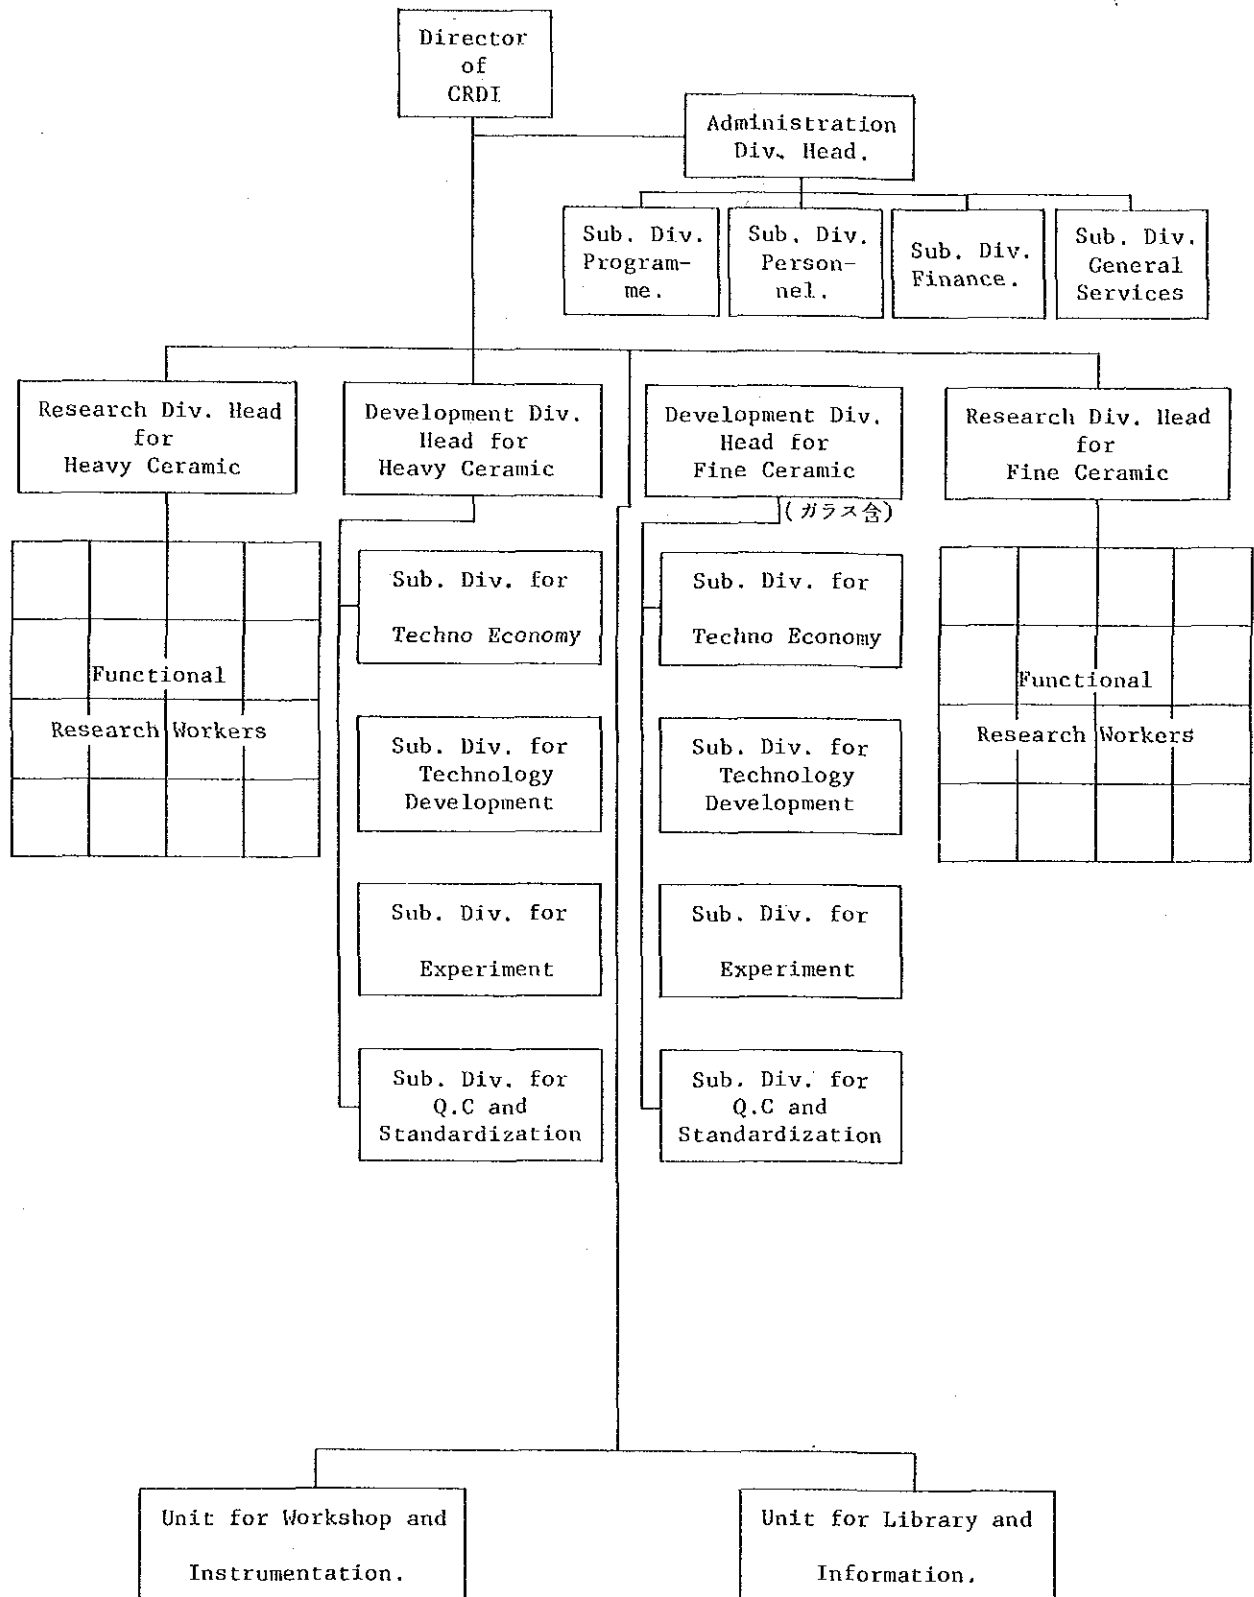 Director
of
CRDI
Administration
Div. Head.
Sub. Div.
Program-
me.
Sub. Div.
Person-
nel.
Sub. Div.
Finance.
Sub. Div.
General
Services
Research Div. Head
for
Heavy Ceramic
Development Div.
Head for
Heavy Ceramic
Development Div.
Head for
Fine Ceramic
(ガラス含)
Research Div. Head
for
Fine Ceramic
Functional
Research Workers
Sub. Div. for
Techno Economy
Sub. Div. for
Technology
Development
Sub. Div. for
Experiment
Sub. Div. for
Q.C and
Standardization
Sub. Div. for
Techno Economy
Sub. Div. for
Technology
Development
Sub. Div. for
Experiment
Sub. Div. for
Q.C and
Standardization
Functional
Research Workers
Unit for Workshop and
Instrumentation.
Unit for Library and
Information.